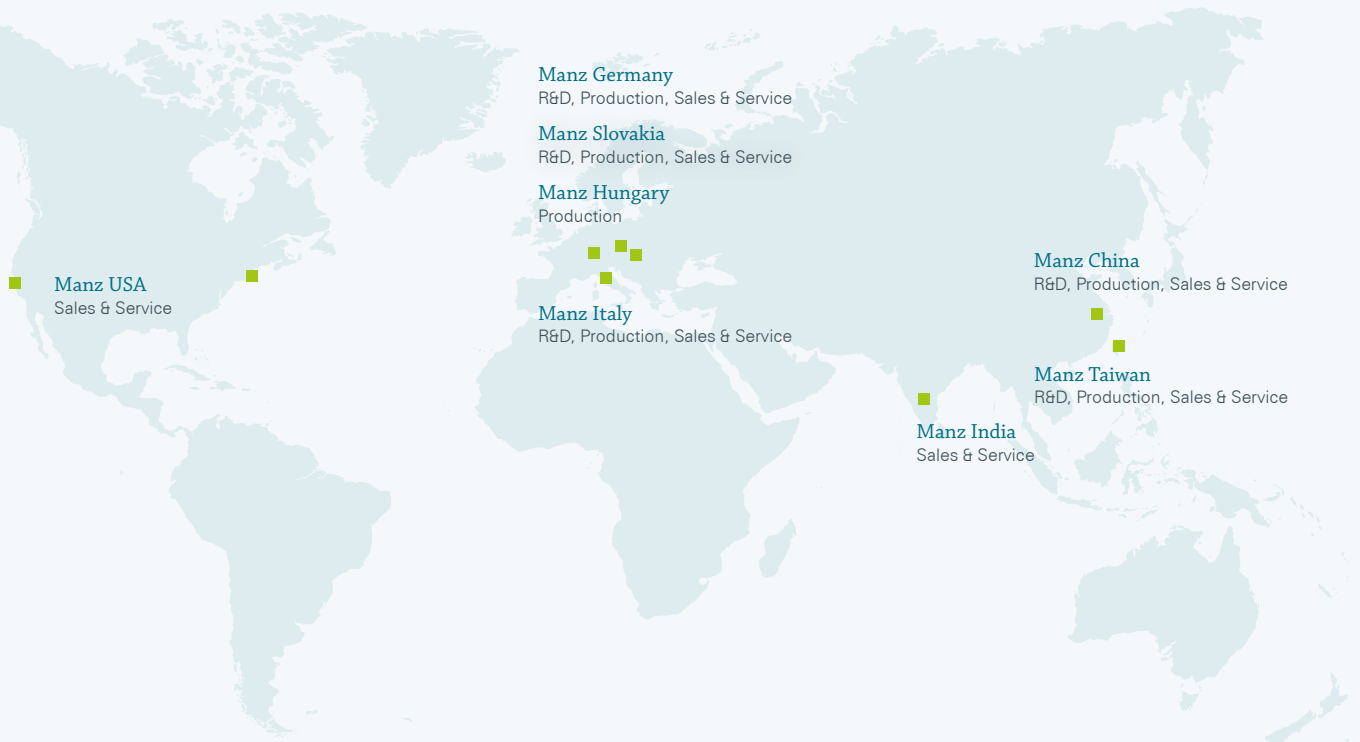 Manz Germany
R&D, Production, Sales & Service
Manz Slovakia
R&D, Production, Sales & Service
Manz Hungary
Production
Manz USA
Sales & Service
Manz Italy
R&D, Production, Sales & Service
Manz China
R&D, Production, Sales & Service
Manz Taiwan
R&D, Production, Sales & Service
Manz India
Sales & Service